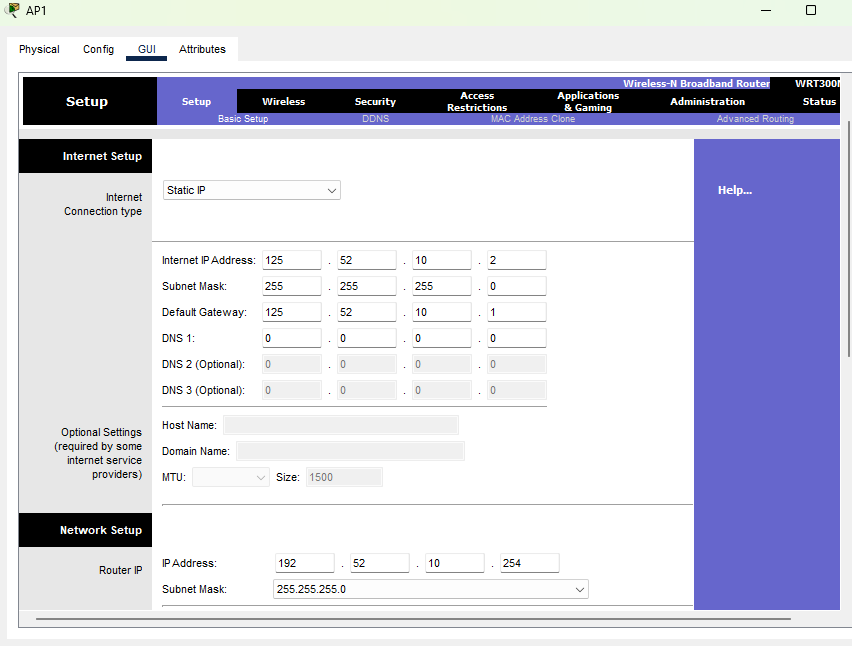 AP1
Physical Config GUI Attributes
Wireless-N Broadband Router WRT300N
Setup
Setup Wireless Security Access Restrictions Applications & Gaming Administration Status
Basic Setup DDNS MAC Address Clone Advanced Routing
Internet Setup
Internet Connection type
Static IP
Help...
Internet IP Address: 125 . 52 . 10 . 2
Subnet Mask: 255 . 255 . 255 . 0
Default Gateway: 125 . 52 . 10 . 1
DNS 1: 0 . 0 . 0 . 0
DNS 2 (Optional): 0 . 0 . 0 . 0
DNS 3 (Optional): 0 . 0 . 0 . 0
Optional Settings
(required by some
internet service
providers)
Host Name:
Domain Name:
MTU: Size: 1500
Network Setup
Router IP
IP Address: 192 . 52 . 10 . 254
Subnet Mask: 255.255.255.0